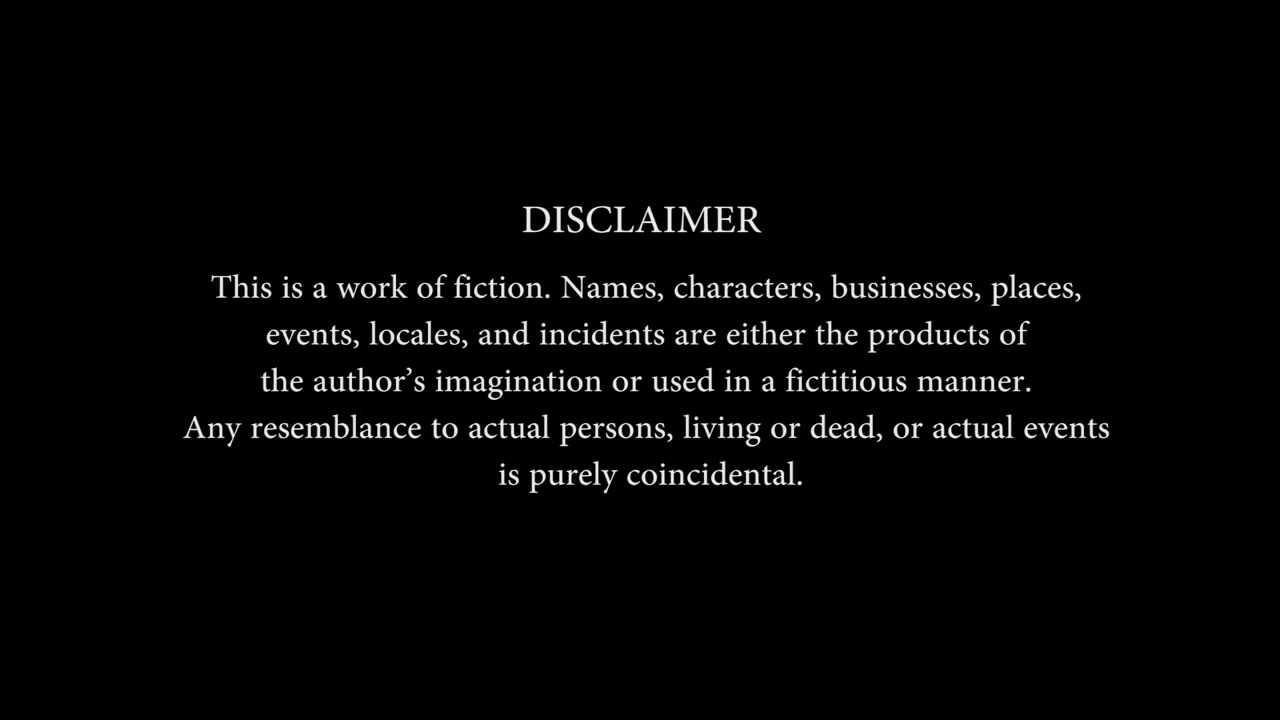 DISCLAIMER
This is a work of fiction. Names, characters, businesses, places,
events, locales, and incidents are either the products of
the author’s imagination or used in a fictitious manner.
Any resemblance to actual persons, living or dead, or actual events
is purely coincidental.